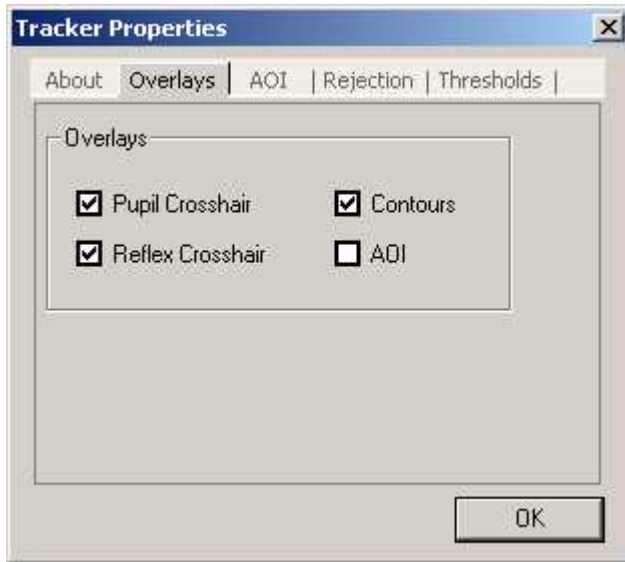 Tracker Properties
About Overlays | AOI | Rejection | Thresholds |
Overlays
Pupil Crosshair Contours
Reflex Crosshair AOI
OK